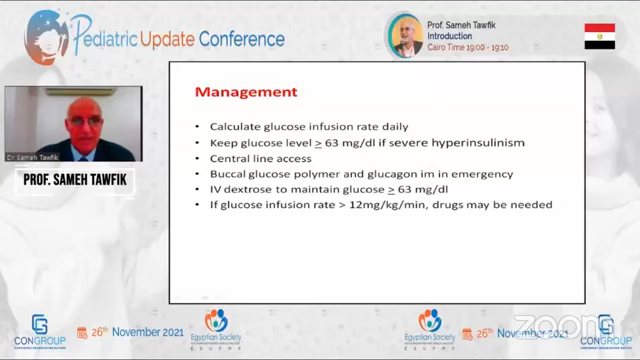 Pediatric Update Conference
Prof. Sameh Tawfik
Introduction
Cairo Time 19:00 - 19:10
Management
• Calculate glucose infusion rate daily
• Keep glucose level ≥ 63 mg/dl if severe hyperinsulinism
• Central line access
• Buccal glucose polymer and glucagon im in emergency
• IV dextrose to maintain glucose ≥ 63 mg/dl
• If glucose infusion rate > 12mg/kg/min, drugs may be needed
Dr Sameh Tawfik
PROF. SAMEH TAWFIK
CONGROUP
26th November 2021
Egyptian Society
Egyptian Society
26th November 2021
CONGROUP
zoom